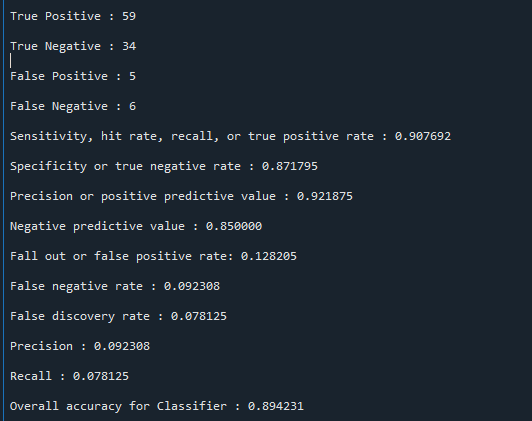 True Positive : 59
True Negative : 34
False Positive : 5
False Negative : 6
Sensitivity, hit rate, recall, or true positive rate : 0.907692
Specificity or true negative rate : 0.871795
Precision or positive predictive value : 0.921875
Negative predictive value : 0.850000
Fall out or false positive rate: 0.128205
False negative rate : 0.092308
False discovery rate : 0.078125
Precision : 0.092308
Recall : 0.078125
Overall accuracy for Classifier : 0.894231